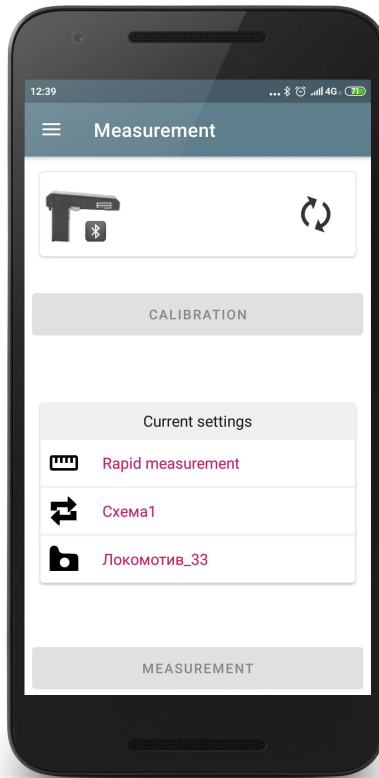 12:39
4G 71
Measurement
CALIBRATION
Current settings
Rapid measurement
Схема1
Локомотив_33
MEASUREMENT